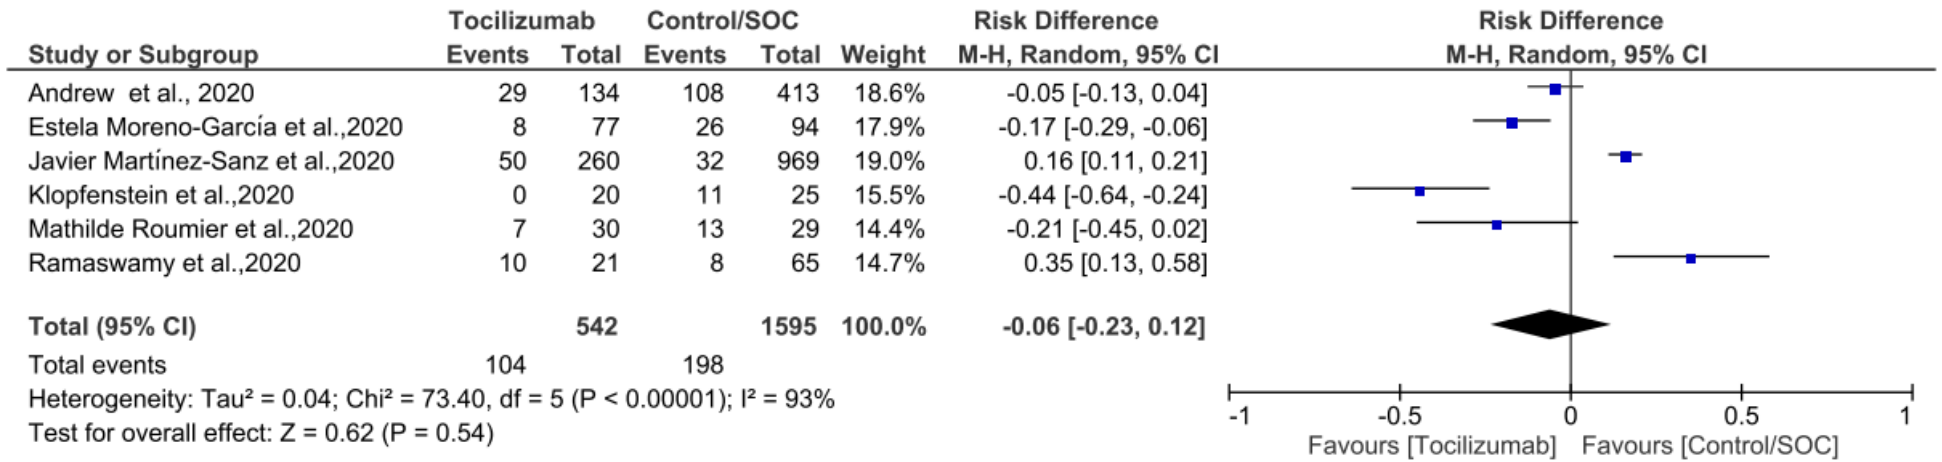 Tocilizumab Control/SOC Risk Difference Risk Difference
Study or Subgroup Events Total Events Total Weight M-H, Random, 95% CI M-H, Random, 95% CI
Andrew et al., 2020 29 134 108 413 18.6% -0.05 [-0.13, 0.04]
Estela Moreno-García et al.,2020 8 77 26 94 17.9% -0.17 [-0.29, -0.06]
Javier Martínez-Sanz et al.,2020 50 260 32 969 19.0% 0.16 [0.11, 0.21]
Klopfenstein et al.,2020 0 20 11 25 15.5% -0.44 [-0.64, -0.24]
Mathilde Roumier et al.,2020 7 30 13 29 14.4% -0.21 [-0.45, 0.02]
Ramaswamy et al.,2020 10 21 8 65 14.7% 0.35 [0.13, 0.58]
Total (95% CI) 542 1595 100.0% -0.06 [-0.23, 0.12]
Total events 104 198
Heterogeneity: Tau² = 0.04; Chi² = 73.40, df = 5 (P < 0.00001); I² = 93%
Test for overall effect: Z = 0.62 (P = 0.54)
-1 -0.5 0 0.5 1
Favours [Tocilizumab] Favours [Control/SOC]